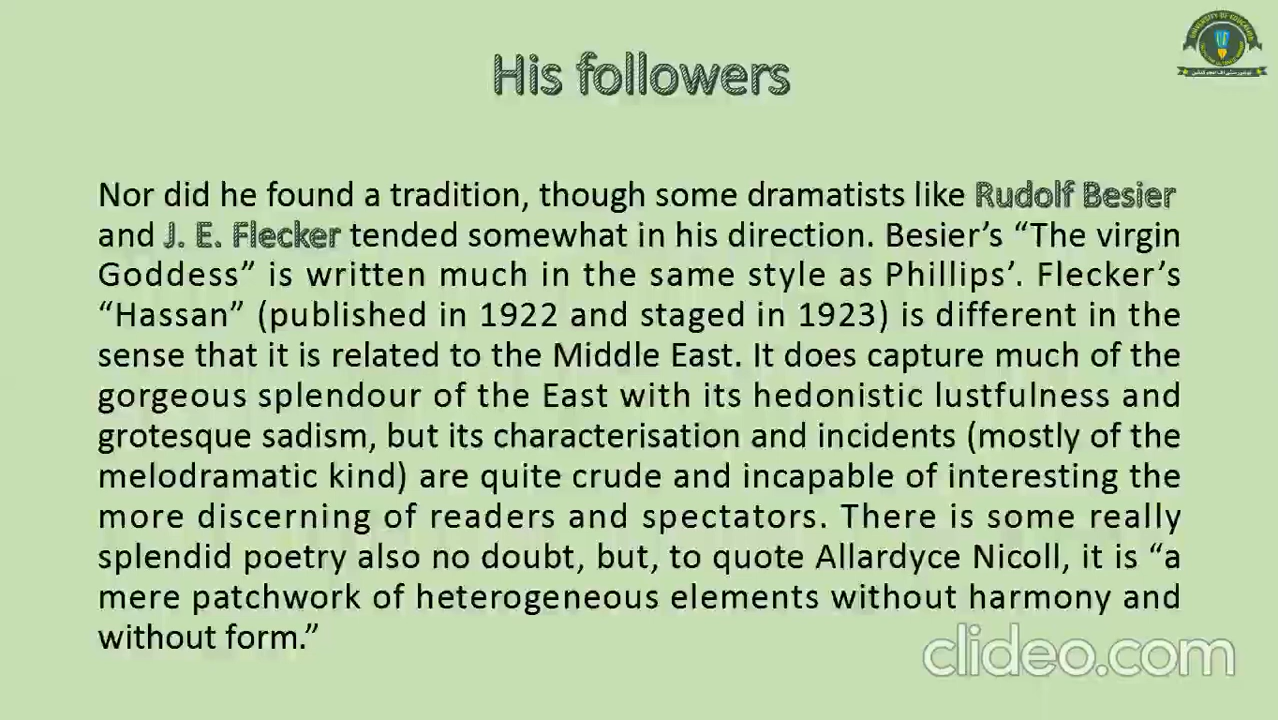 UNIVERSITY OF EDUCATION
His followers
Nor did he found a tradition, though some dramatists like Rudolf Besier
and J. E. Flecker tended somewhat in his direction. Besier’s “The virgin
Goddess” is written much in the same style as Phillips’. Flecker’s
“Hassan” (published in 1922 and staged in 1923) is different in the
sense that it is related to the Middle East. It does capture much of the
gorgeous splendour of the East with its hedonistic lustfulness and
grotesque sadism, but its characterisation and incidents (mostly of the
melodramatic kind) are quite crude and incapable of interesting the
more discerning of readers and spectators. There is some really
splendid poetry also no doubt, but, to quote Allardyce Nicoll, it is “a
mere patchwork of heterogeneous elements without harmony and
without form.”
clideo.com